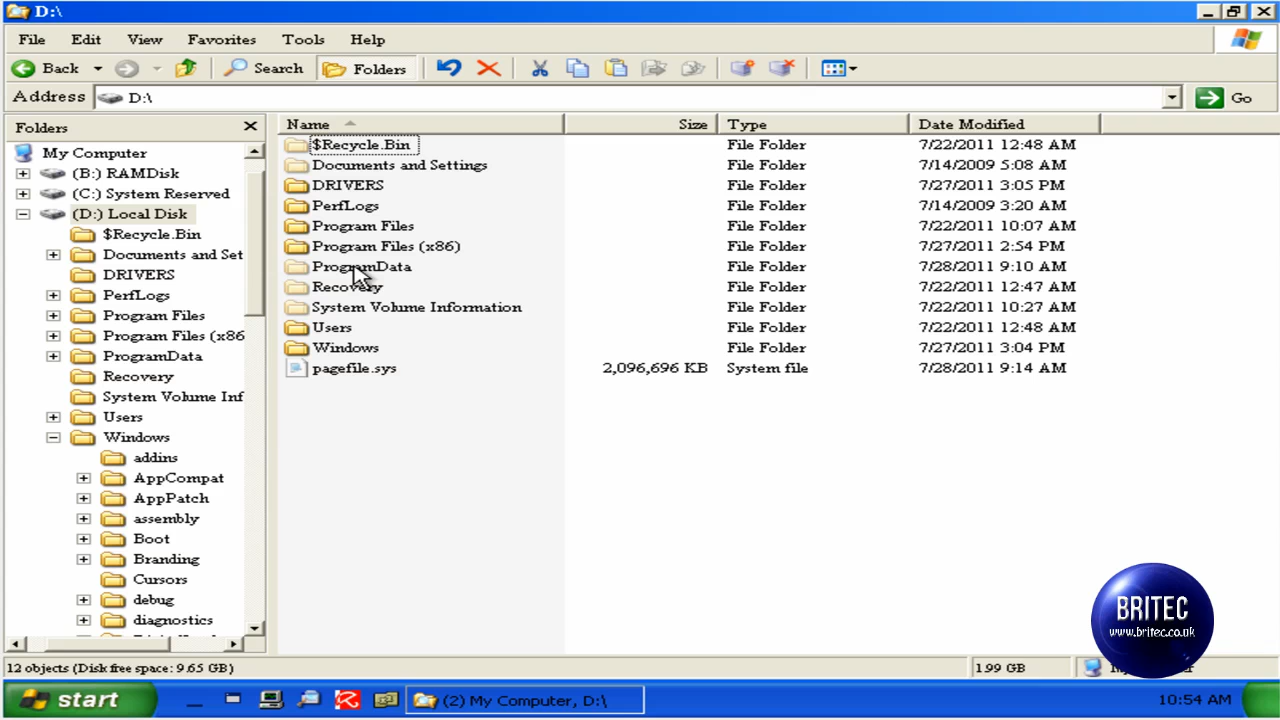 D:\
File Edit View Favorites Tools Help
Back Search Folders
Address D:\ Go
Folders
My Computer
(B:) RAMDisk
(C:) System Reserved
(D:) Local Disk
$Recycle.Bin
Documents and Set
DRIVERS
PerfLogs
Program Files
Program Files (x86
ProgramData
Recovery
System Volume Inf
Users
Windows
addins
AppCompat
AppPatch
assembly
Boot
Branding
Cursors
debug
diagnostics
Name Size Type Date Modified
$Recycle.Bin File Folder 7/22/2011 12:48 AM
Documents and Settings File Folder 7/14/2009 5:08 AM
DRIVERS File Folder 7/27/2011 3:05 PM
PerfLogs File Folder 7/14/2009 3:20 AM
Program Files File Folder 7/22/2011 10:07 AM
Program Files (x86) File Folder 7/27/2011 2:54 PM
ProgramData File Folder 7/28/2011 9:10 AM
Recovery File Folder 7/22/2011 12:47 AM
System Volume Information File Folder 7/22/2011 10:27 AM
Users File Folder 7/22/2011 12:48 AM
Windows File Folder 7/27/2011 3:04 PM
pagefile.sys 2,096,696 KB System file 7/28/2011 9:14 AM
BRITEC
www.britec.co.uk
12 objects (Disk free space: 9.65 GB) 1.99 GB
start (2) My Computer, D:\ 10:54 AM